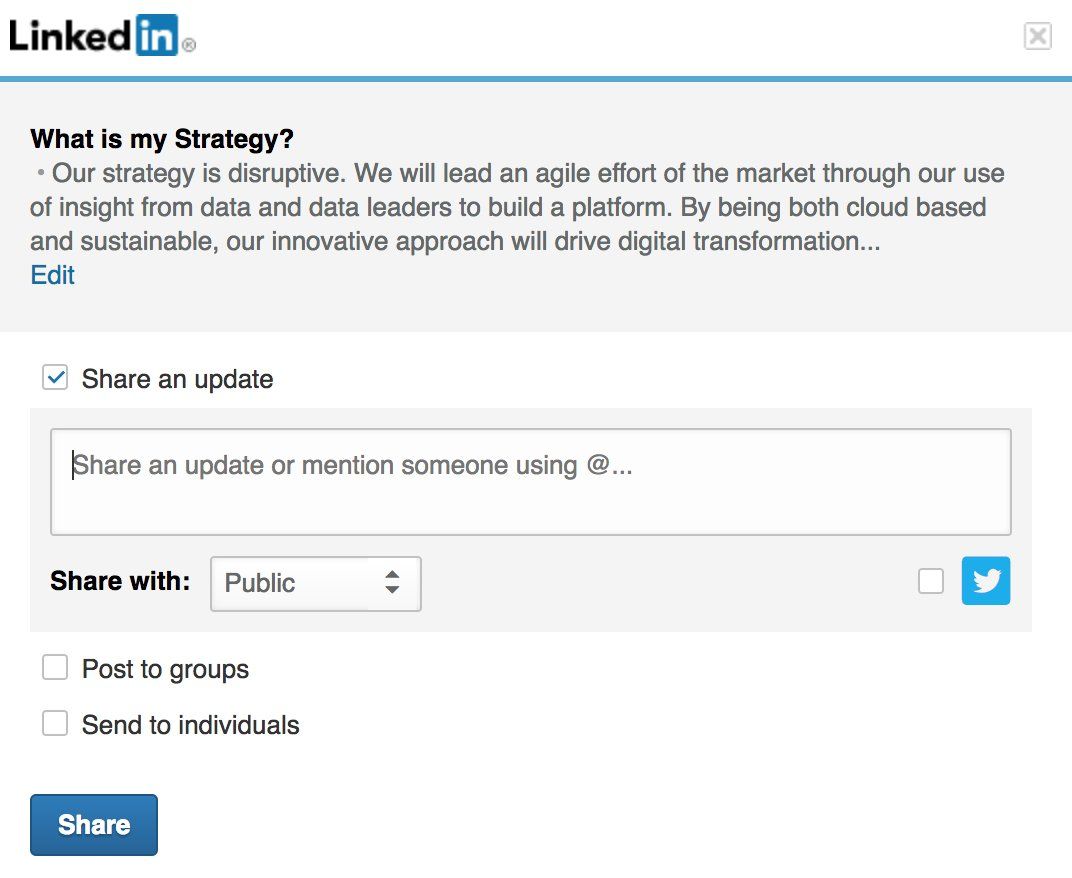 Linked in ®
What is my Strategy?
• Our strategy is disruptive. We will lead an agile effort of the market through our use
of insight from data and data leaders to build a platform. By being both cloud based
and sustainable, our innovative approach will drive digital transformation...
Edit
Share an update
Share an update or mention someone using @...
Share with: Public
Post to groups
Send to individuals
Share